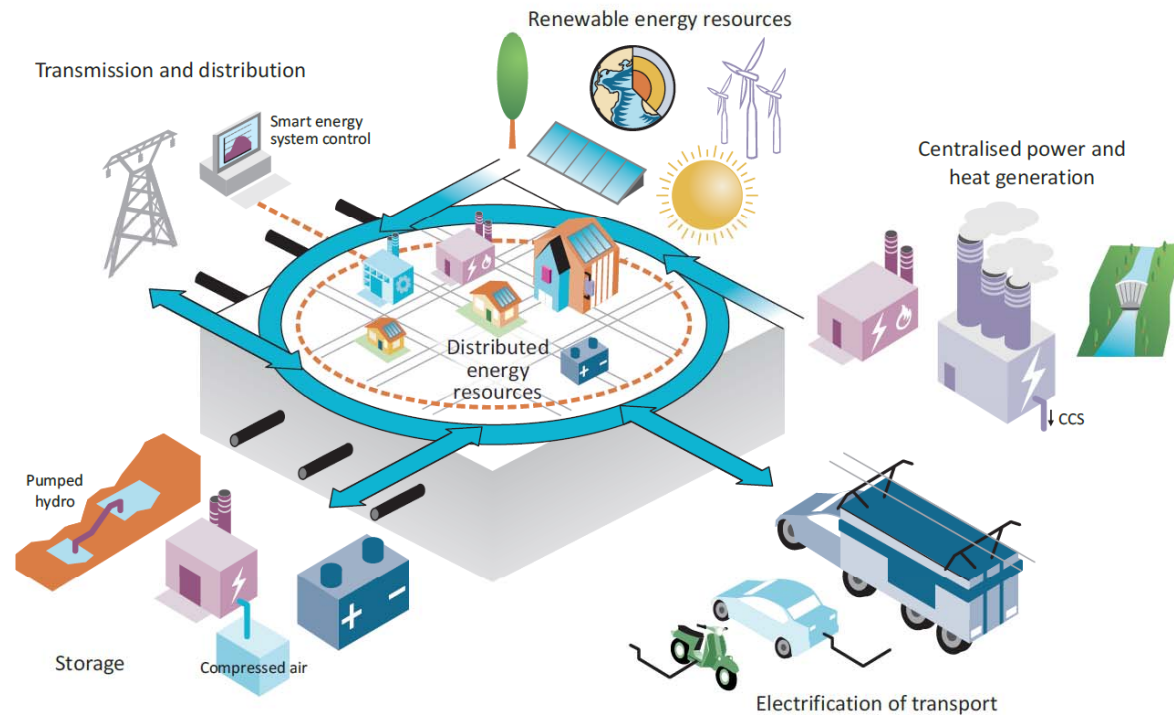 Renewable energy resources
Transmission and distribution
Smart energy
system control
Centralised power and
heat generation
Distributed
energy
resources
CCS
Pumped
hydro
+ -
+ -
Compressed air
Storage
Electrification of transport